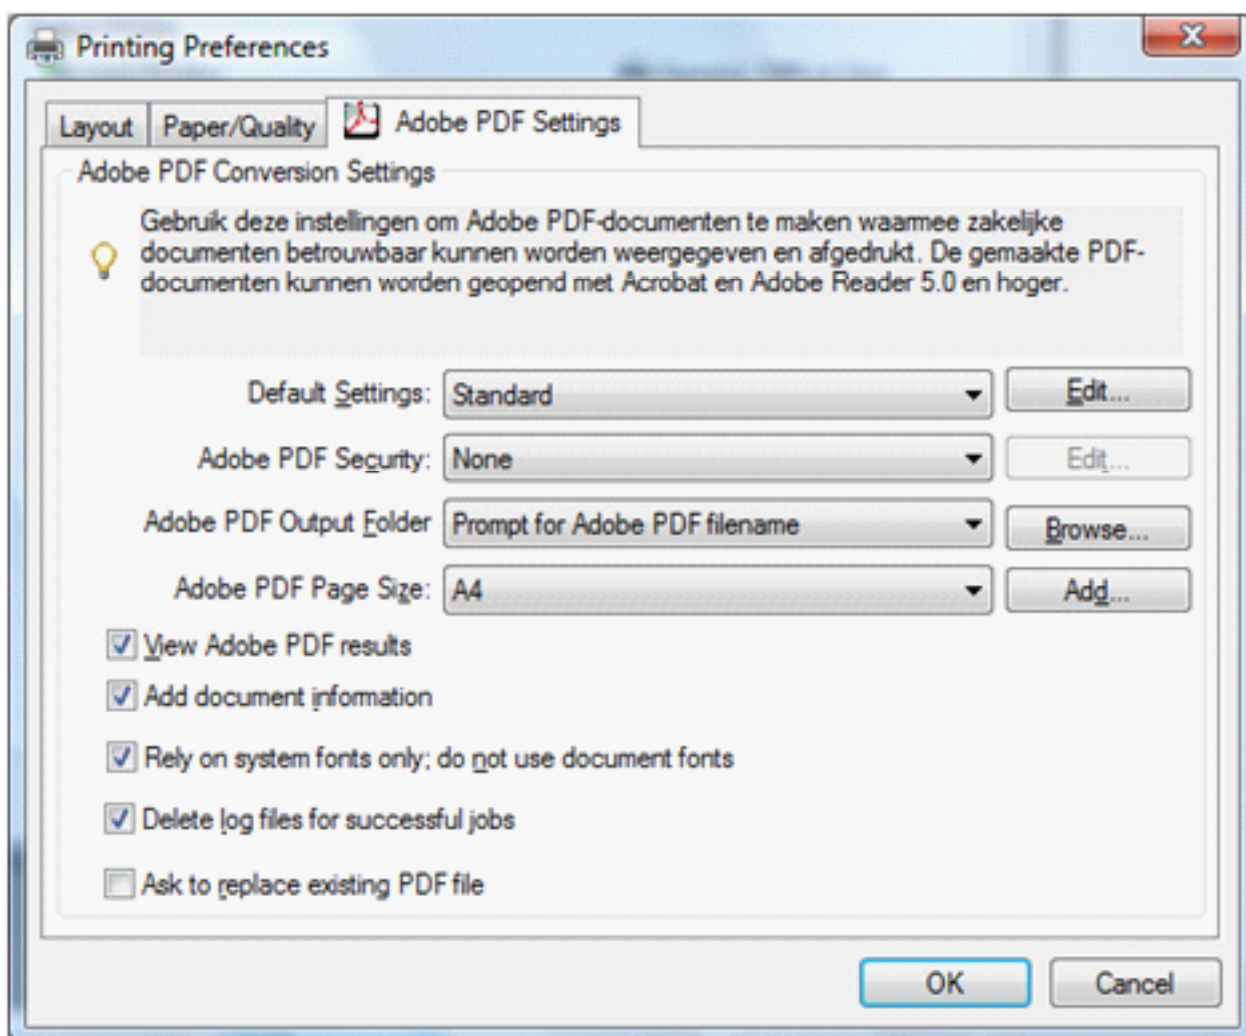 Printing Preferences
Layout
Paper/Quality
Adobe PDF Settings
Adobe PDF Conversion Settings
Gebruik deze instellingen om Adobe PDF-documenten te maken waarmee zakelijke
documenten betrouwbaar kunnen worden weergegeven en afgedrukt. De gemaakte PDF-
documenten kunnen worden geopend met Acrobat en Adobe Reader 5.0 en hoger.
Default Settings: Standard Edit...
Adobe PDF Security: None Edit...
Adobe PDF Output Folder Prompt for Adobe PDF filename Browse...
Adobe PDF Page Size: A4 Add...
View Adobe PDF results
Add document information
Rely on system fonts only; do not use document fonts
Delete log files for successful jobs
Ask to replace existing PDF file
OK Cancel